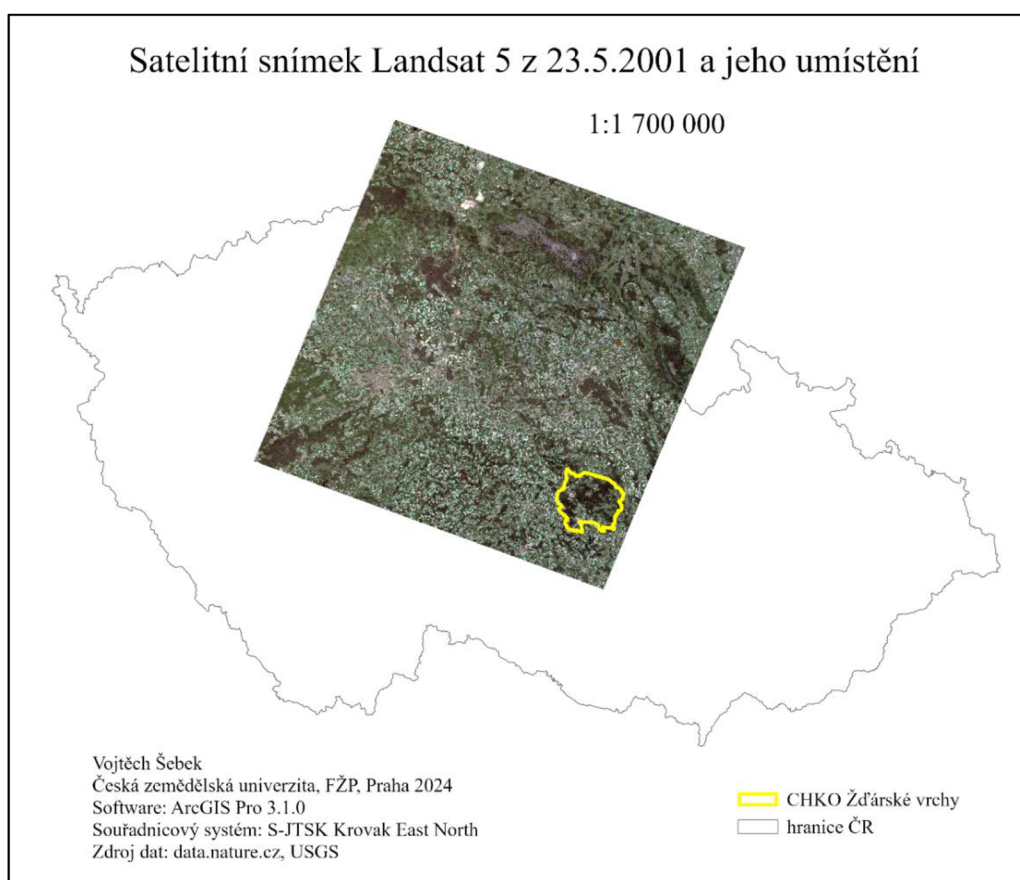 Satelitní snímek Landsat 5 z 23.5.2001 a jeho umístění
1:1 700 000
Vojtěch Šebek
Česká zemědělská univerzita, FŽP, Praha 2024
Software: ArcGIS Pro 3.1.0
Souřadnicový systém: S-JTSK Krovak East North
Zdroj dat: data.nature.cz, USGS
CHKO Žďárské vrchy
hranice ČR